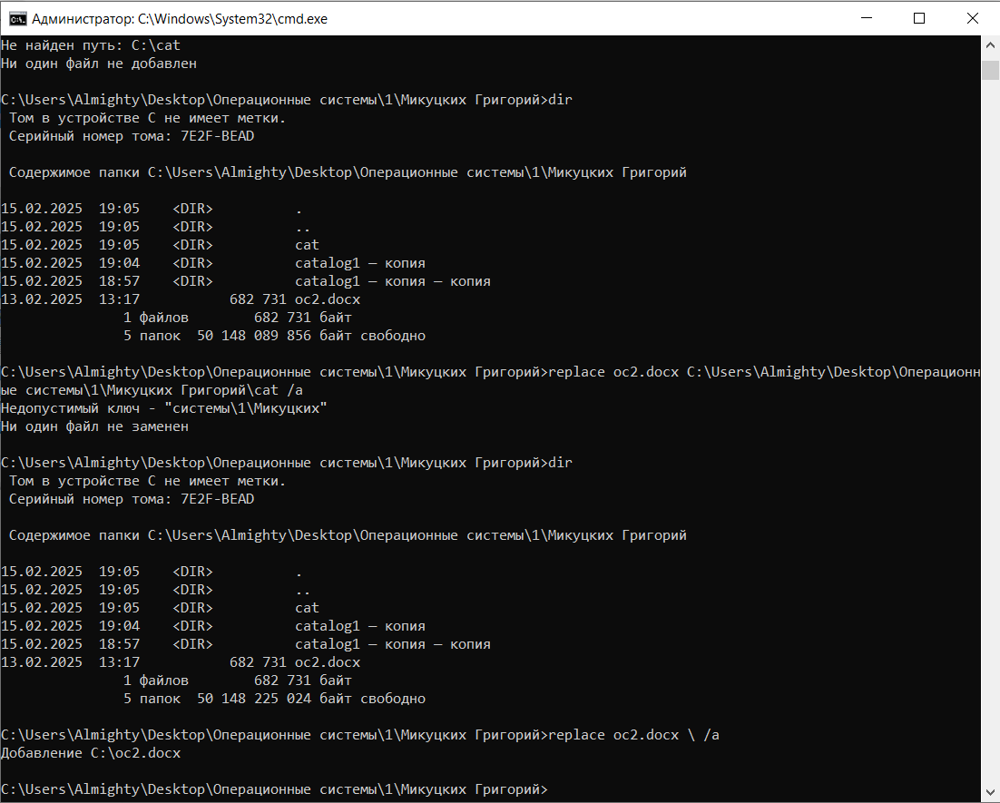 Администратор: C:\Windows\System32\cmd.exe
Не найден путь: C:\cat
Ни один файл не добавлен
C:\Users\Almighty\Desktop\Операционные системы\1\Микуцких Григорий>dir
Том в устройстве C не имеет метки.
Серийный номер тома: 7E2F-BEAD
Содержимое папки C:\Users\Almighty\Desktop\Операционные системы\1\Микуцких Григорий
15.02.2025  19:05    <DIR>          .
15.02.2025  19:05    <DIR>          ..
15.02.2025  19:05    <DIR>          cat
15.02.2025  19:04    <DIR>          catalog1 — копия
15.02.2025  18:57    <DIR>          catalog1 — копия — копия
13.02.2025  13:17           682 731 oc2.docx
1 файлов        682 731 байт
5 папок  50 148 089 856 байт свободно
C:\Users\Almighty\Desktop\Операционные системы\1\Микуцких Григорий>replace oc2.docx C:\Users\Almighty\Desktop\Операционн
ые системы\1\Микуцких Григорий\cat /a
Недопустимый ключ - "системы\1\Микуцких"
Ни один файл не заменен
C:\Users\Almighty\Desktop\Операционные системы\1\Микуцких Григорий>dir
Том в устройстве C не имеет метки.
Серийный номер тома: 7E2F-BEAD
Содержимое папки C:\Users\Almighty\Desktop\Операционные системы\1\Микуцких Григорий
15.02.2025  19:05    <DIR>          .
15.02.2025  19:05    <DIR>          ..
15.02.2025  19:05    <DIR>          cat
15.02.2025  19:04    <DIR>          catalog1 — копия
15.02.2025  18:57    <DIR>          catalog1 — копия — копия
13.02.2025  13:17           682 731 oc2.docx
1 файлов        682 731 байт
5 папок  50 148 225 024 байт свободно
C:\Users\Almighty\Desktop\Операционные системы\1\Микуцких Григорий>replace oc2.docx \ /a
Добавление C:\oc2.docx
C:\Users\Almighty\Desktop\Операционные системы\1\Микуцких Григорий>